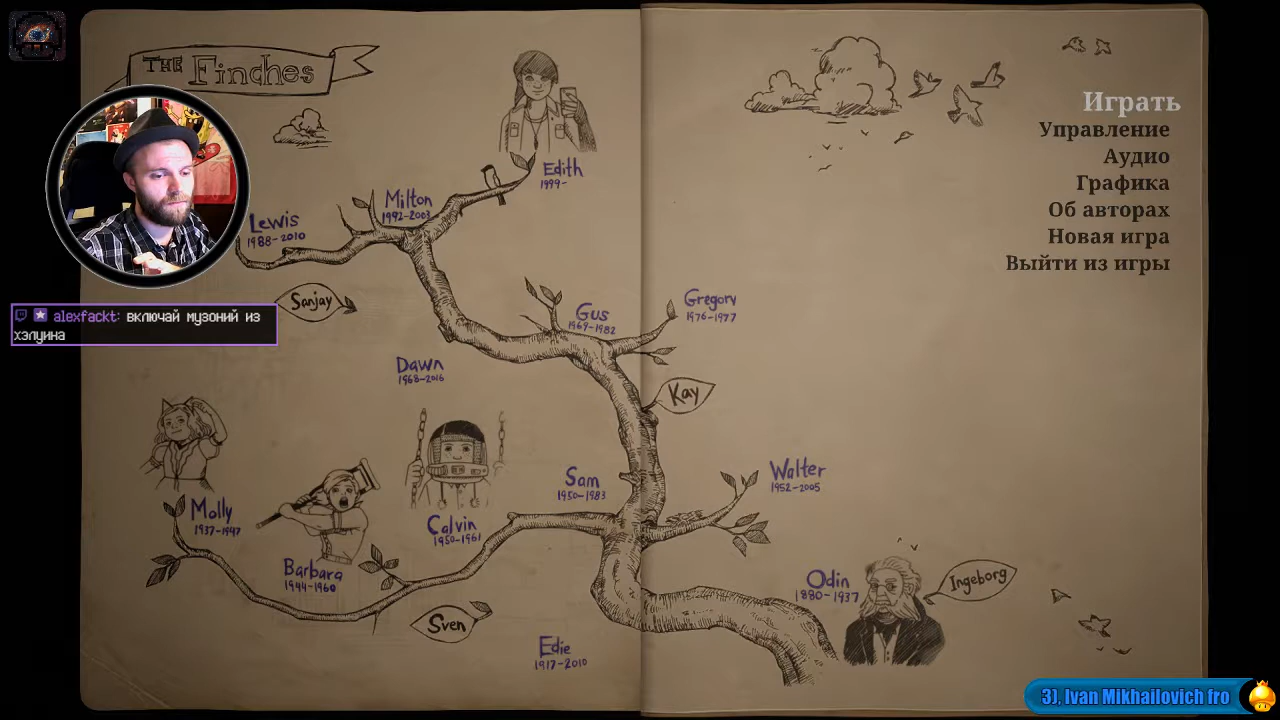 THE Finches
Играть
Управление
Аудио
Графика
Об авторах
Новая игра
Выйти из игры
Edith
1999-
Milton
1992-2003
Lewis
1988-2010
Sanjay
alexfackt: включай музоний из
хэлуина
Gus
1969-1982
Gregory
1976-1977
Dawn
1968-2016
Kay
Sam
1950-1983
Walter
1952-2005
Molly
1937-1947
Calvin
1950-1961
Barbara
1944-1960
Sven
Odin
1880-1937
Ingeborg
Edie
1917-2010
3), Ivan Mikhailovich fro